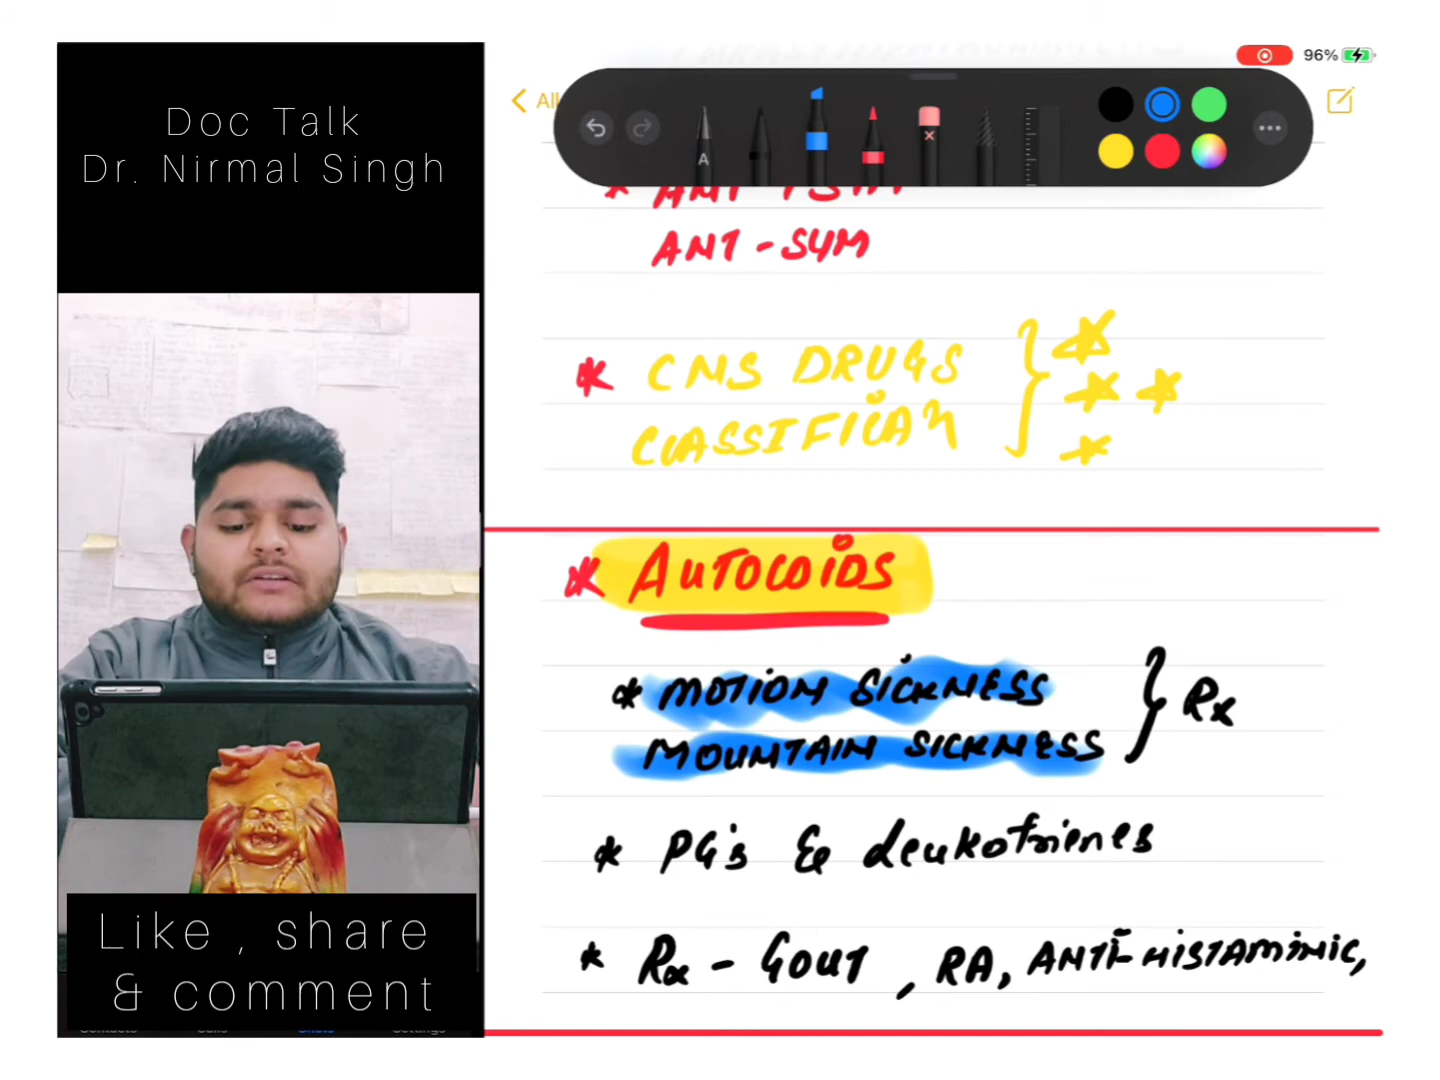 Doc Talk
Dr. Nirmal Singh
96%
All
A
ANT - SYM
* CNS DRUGS
* AUTOCOIDS
* MOTION SICKNESS
MOUNTAIN SICKNESS } Rx
* PG's & Leukotrienes
* Rx - Gout, RA, ANTI-HISTAMINIC,
Like , share
& comment